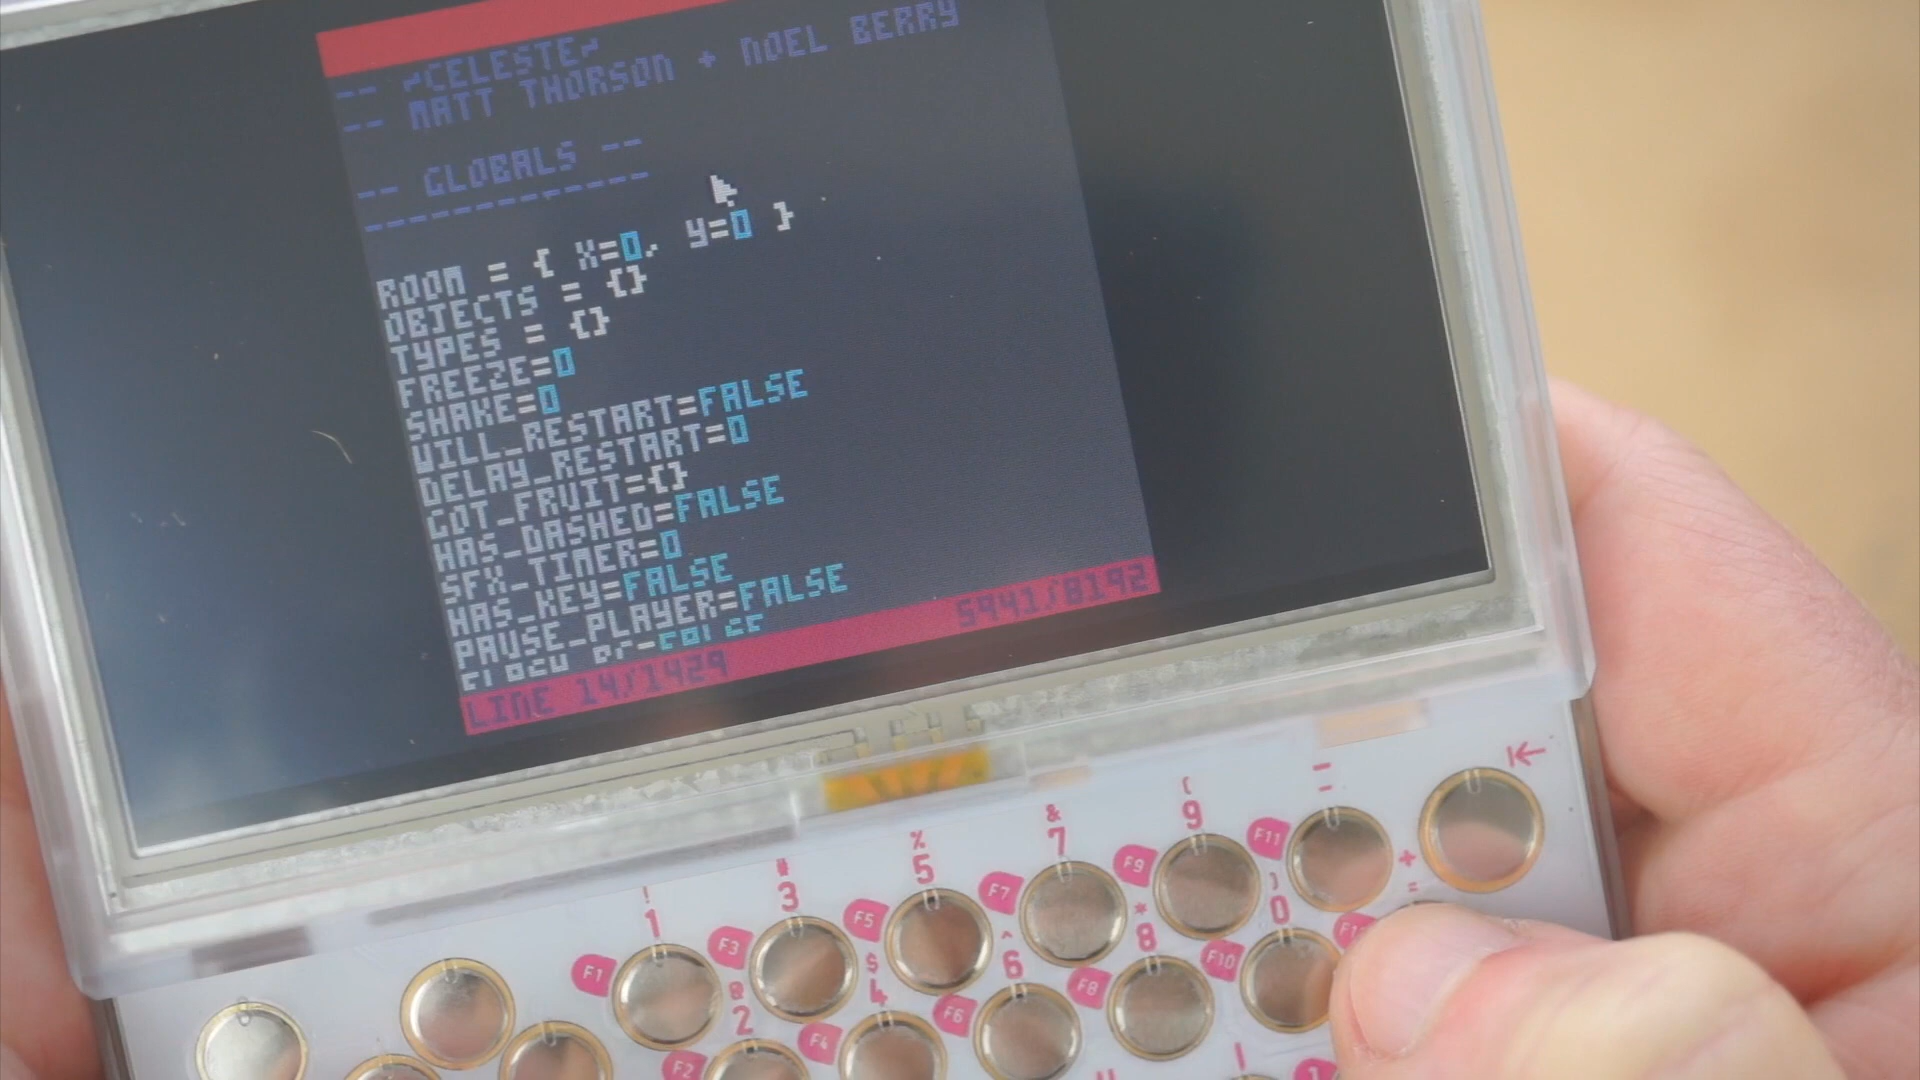 -- ~CELESTE~
-- MATT THORSON + NOEL BERRY
-- GLOBALS --
-------------
ROOM = { X=0, Y=0 }
OBJECTS = {}
TYPES = {}
FREEZE=0
SHAKE=0
WILL_RESTART=FALSE
DELAY_RESTART=0
GOT_FRUIT={}
HAS_DASHED=FALSE
SFX_TIMER=0
HAS_KEY=FALSE
PAUSE_PLAYER=FALSE
LINE 14/1429 5941/8192
! 1
# 3
% 5
& 7
( 9
@ 2
$ 4
^ 6
* 8
) 0
_ -
+ =
F1 F3 F5 F7 F9 F11
F2 F4 F6 F8 F10